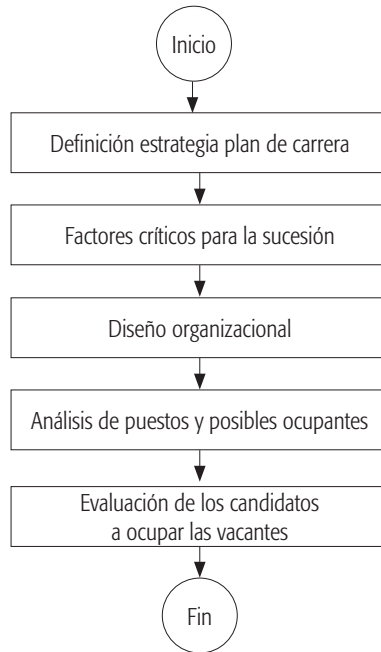 Inicio
Definición estrategia plan de carrera
Factores críticos para la sucesión
Diseño organizacional
Análisis de puestos y posibles ocupantes
Evaluación de los candidatos
a ocupar las vacantes
Fin